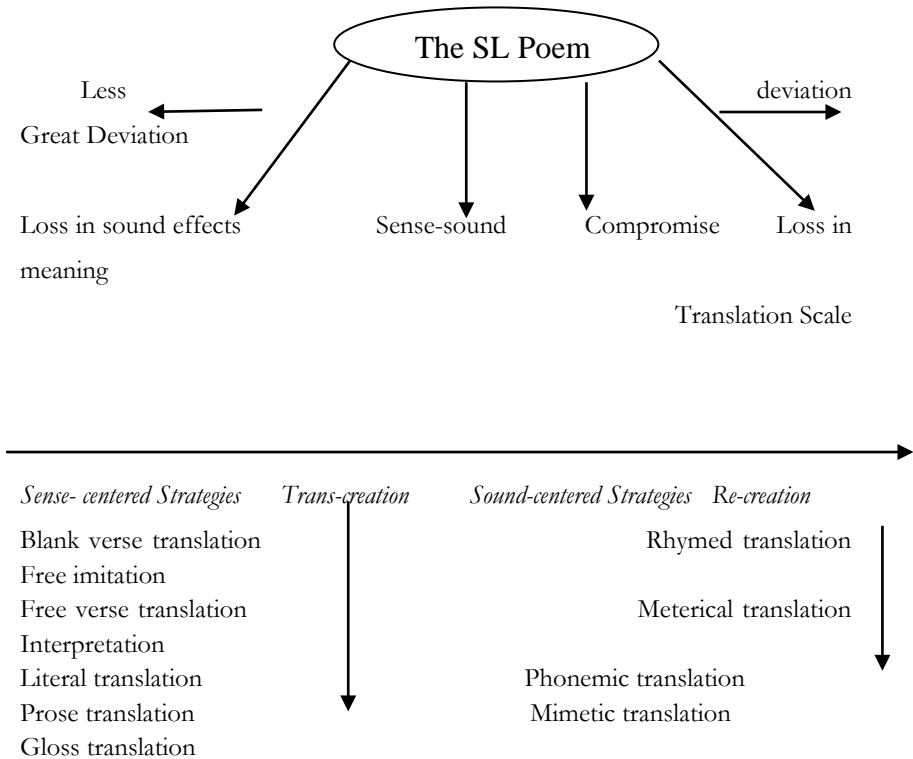 The SL Poem
Less deviation
Great Deviation
Loss in sound effects Sense-sound Compromise Loss in
meaning
Translation Scale
Sense- centered Strategies Trans-creation Sound-centered Strategies Re-creation
Blank verse translation Rhymed translation
Free imitation
Free verse translation Meterical translation
Interpretation
Literal translation Phonemic translation
Prose translation Mimetic translation
Gloss translation